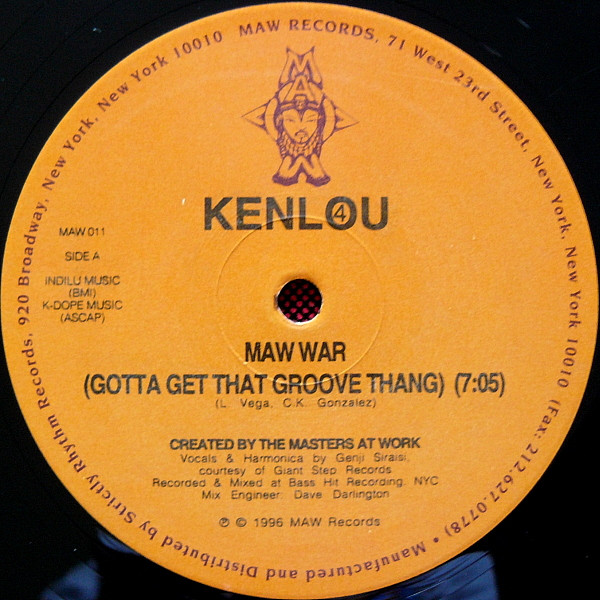 MAW RECORDS, 71 West 23rd Street, New York, New York 10010 (Fax: 212.627.0778) • Manufactured and Distributed by Strictly Rhythm Records, 920 Broadway, New York, New York 10010
MAW
KENLOU
4
MAW 011
SIDE A
INDILU MUSIC
(BMI)
K-DOPE MUSIC
(ASCAP)
MAW WAR
(GOTTA GET THAT GROOVE THANG) (7:05)
(L. Vega, C.K. Gonzalez)
CREATED BY THE MASTERS AT WORK
Vocals & Harmonica by Genji Siraisi,
courtesy of Giant Step Records
Recorded & Mixed at Bass Hit Recording, NYC
Mix Engineer: Dave Darlington
℗ © 1996 MAW Records